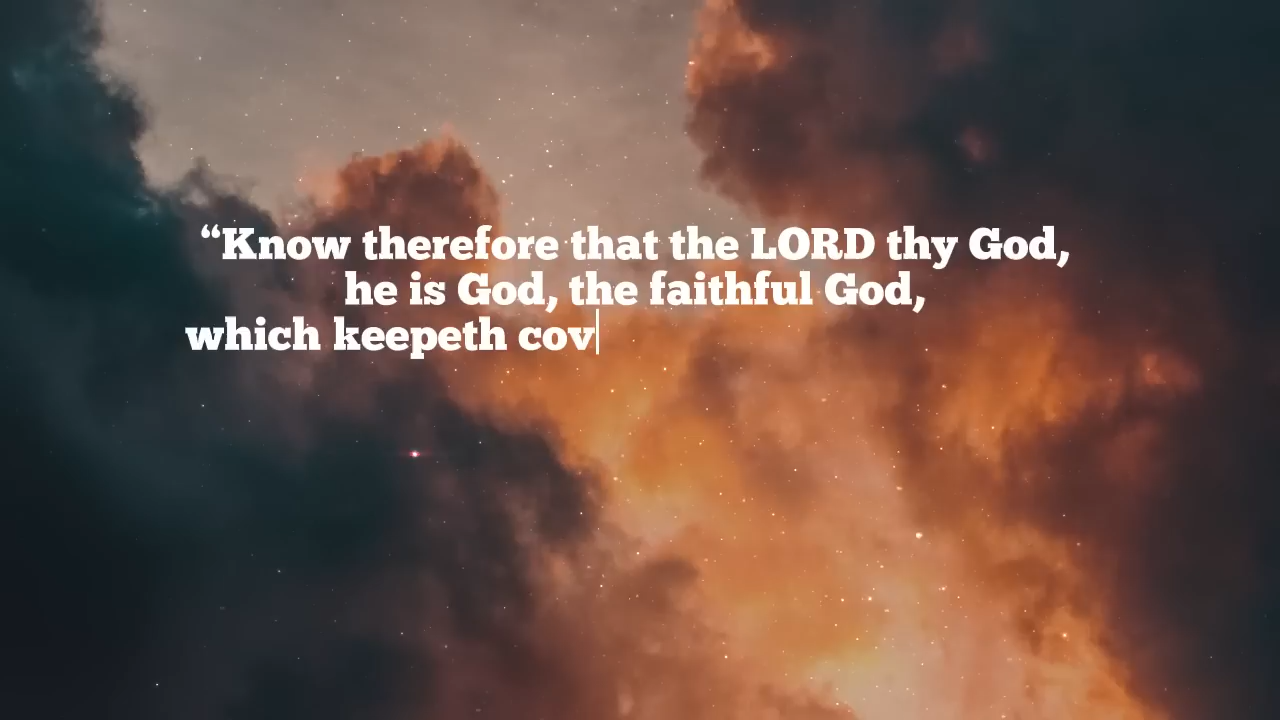 “Know therefore that the LORD thy God,
he is God, the faithful God,
which keepeth cov